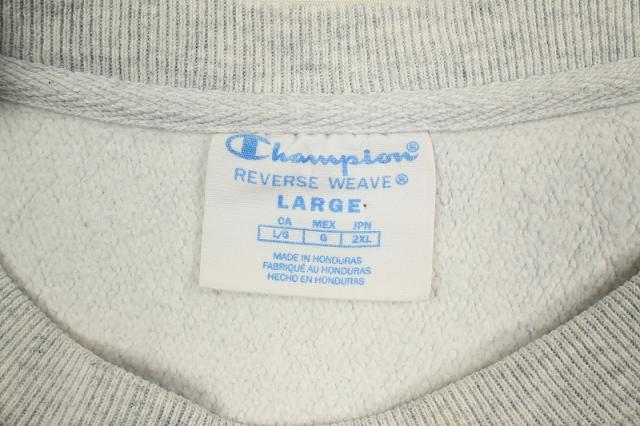 Champion®
REVERSE WEAVE®
LARGE
CA MEX JPN
L/G G 2XL
MADE IN HONDURAS
FABRIQUÉ AU HONDURAS
HECHO EN HONDURAS